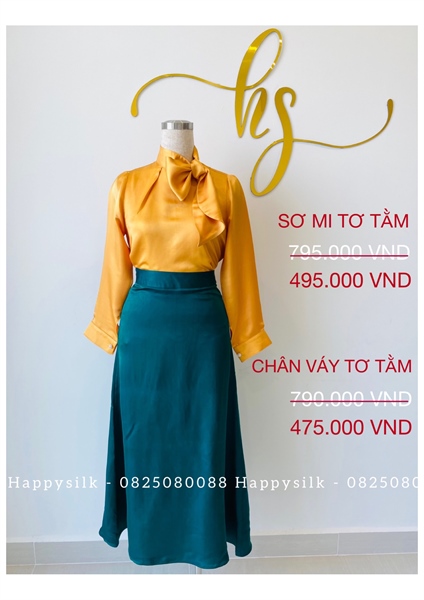 hs
SƠ MI TƠ TẰM
795.000 VND
495.000 VND
CHÂN VÁY TƠ TẰM
790.000 VND
475.000 VND
Happysilk - 0825080088 Happysilk - 082508